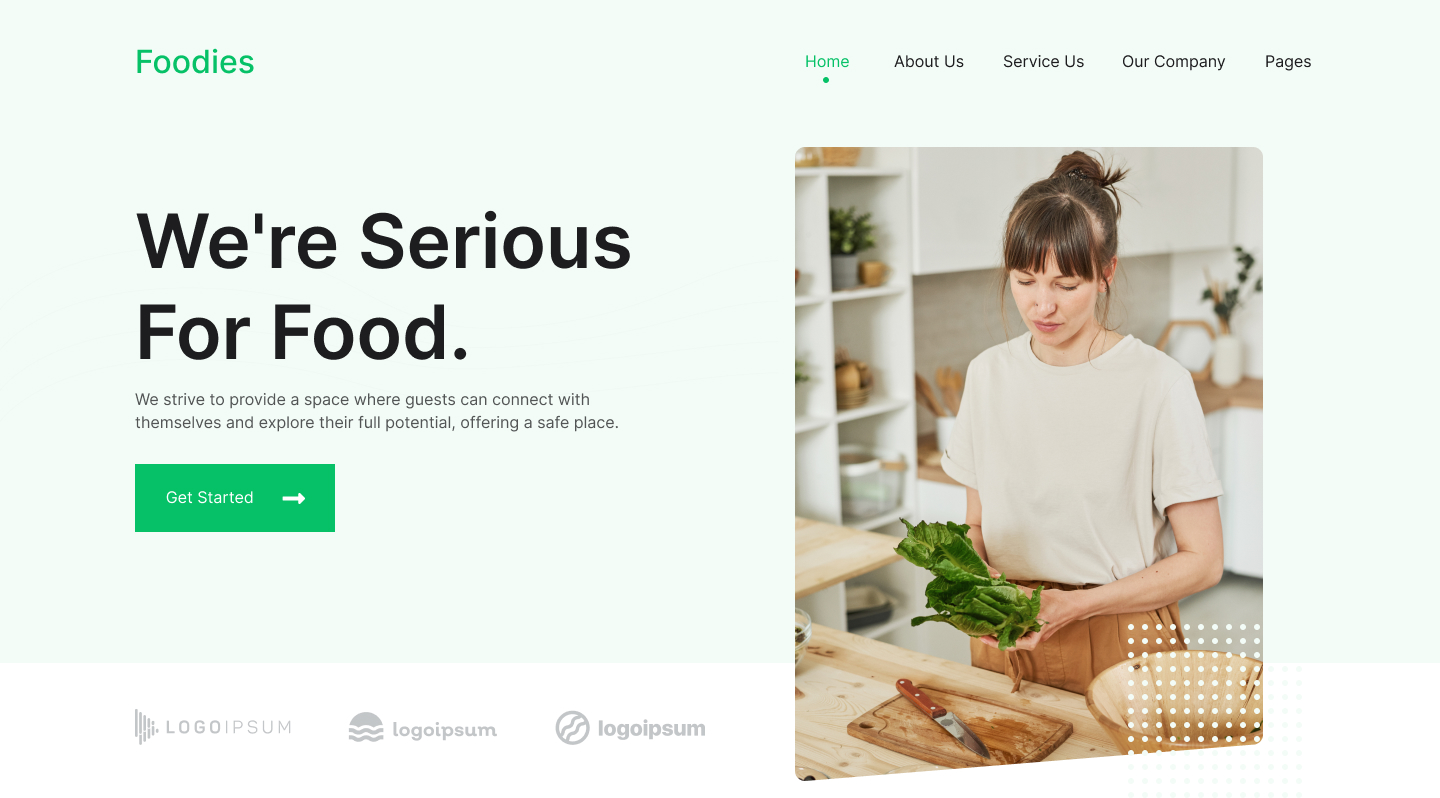 Foodies
Home
About Us
Service Us
Our Company
Pages
We're Serious
For Food.
We strive to provide a space where guests can connect with
themselves and explore their full potential, offering a safe place.
Get Started
LOGOIPSUM
logoipsum
logoipsum